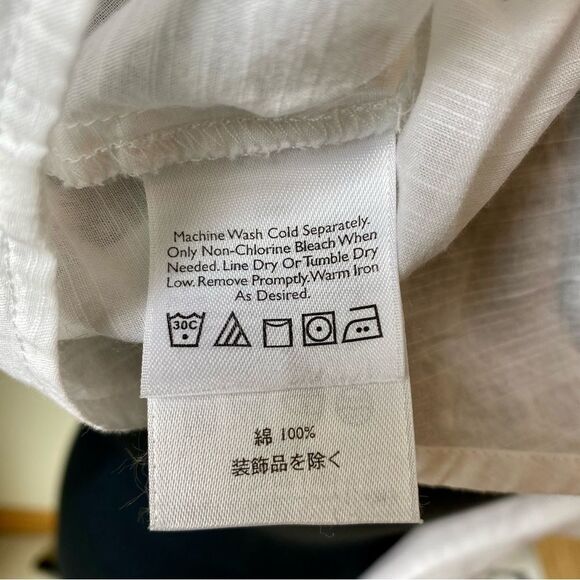 Machine Wash Cold Separately.
Only Non-Chlorine Bleach When
Needed. Line Dry Or Tumble Dry
Low. Remove Promptly. Warm Iron
As Desired.
30C
綿 100%
装飾品を除く